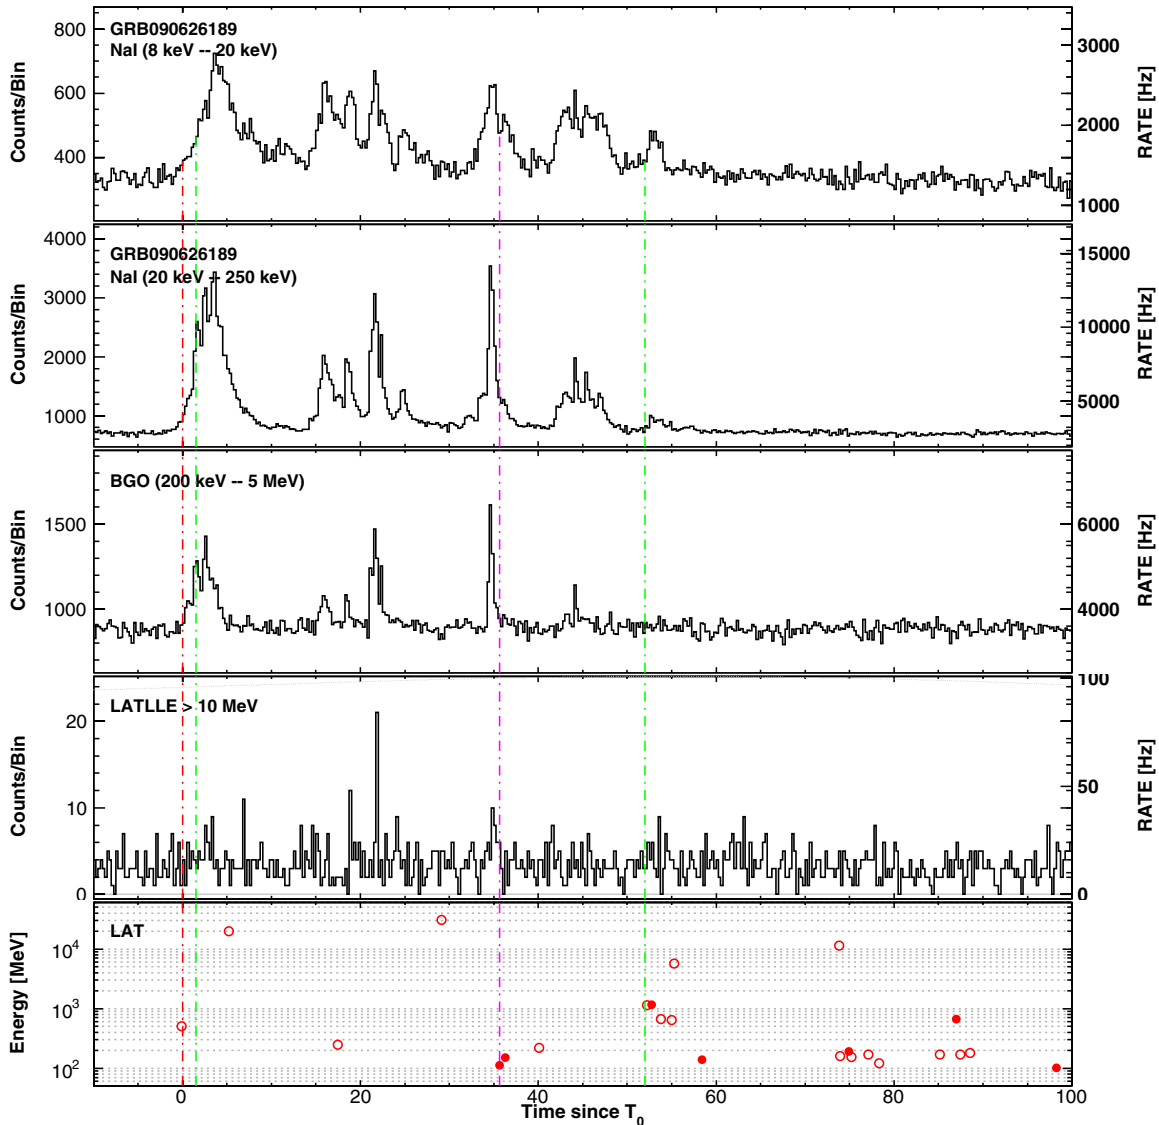 GRB090626189
NaI (8 keV -- 20 keV)
Counts/Bin
800
600
400
RATE [Hz]
3000
2000
1000
GRB090626189
NaI (20 keV -- 250 keV)
Counts/Bin
4000
3000
2000
1000
RATE [Hz]
15000
10000
5000
BGO (200 keV -- 5 MeV)
Counts/Bin
1500
1000
RATE [Hz]
6000
4000
LATLLE > 10 MeV
Counts/Bin
20
10
0
RATE [Hz]
100
50
0
LAT
Energy [MeV]
10^4
10^3
10^2
0 20 40 60 80 100
Time since T_0